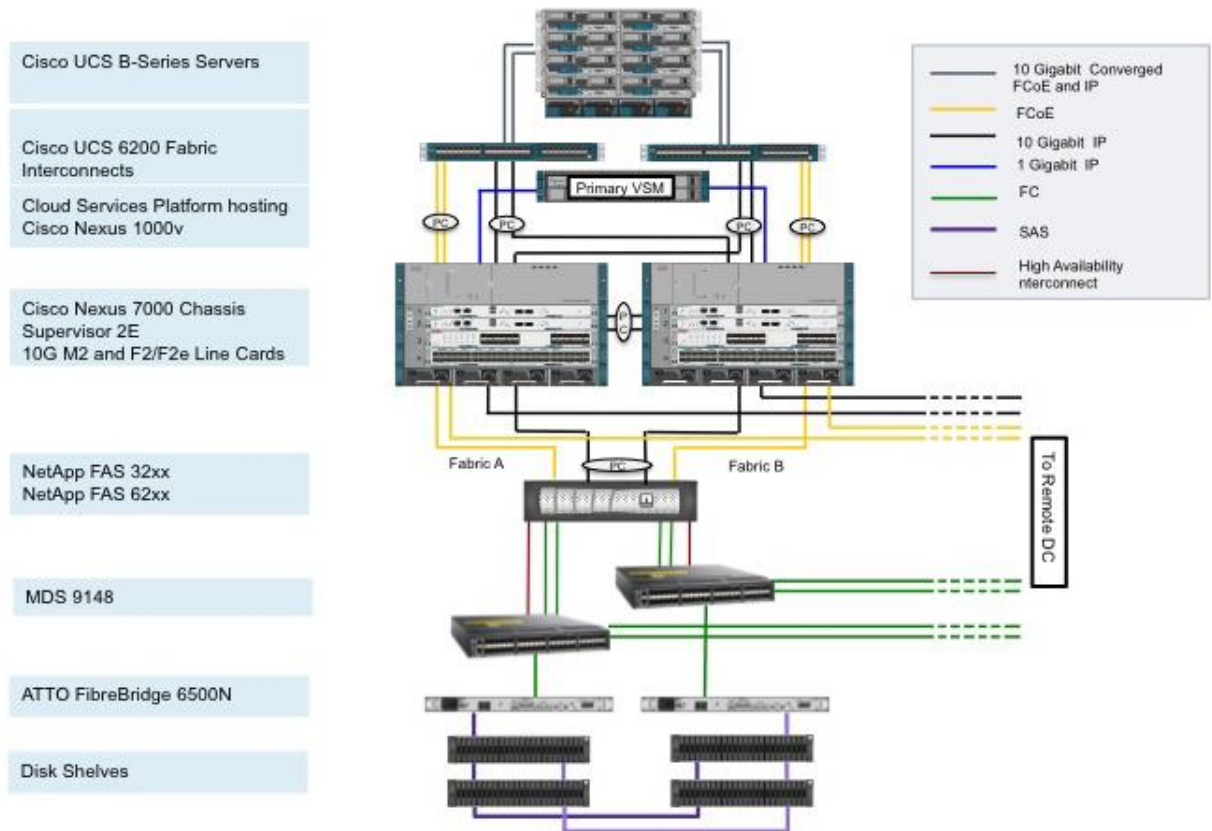 Cisco UCS B-Series Servers
Cisco UCS 6200 Fabric
Interconnects
Cloud Services Platform hosting
Cisco Nexus 1000v
Cisco Nexus 7000 Chassis
Supervisor 2E
10G M2 and F2/F2e Line Cards
NetApp FAS 32xx
NetApp FAS 62xx
MDS 9148
ATTO FibreBridge 6500N
Disk Shelves
Primary VSM
PC
PC
PC
PC
P
C
Fabric A
PC
Fabric B
To Remote DC
10 Gigabit Converged
FCoE and IP
FCoE
10 Gigabit IP
1 Gigabit IP
FC
SAS
High Availability
nterconnect